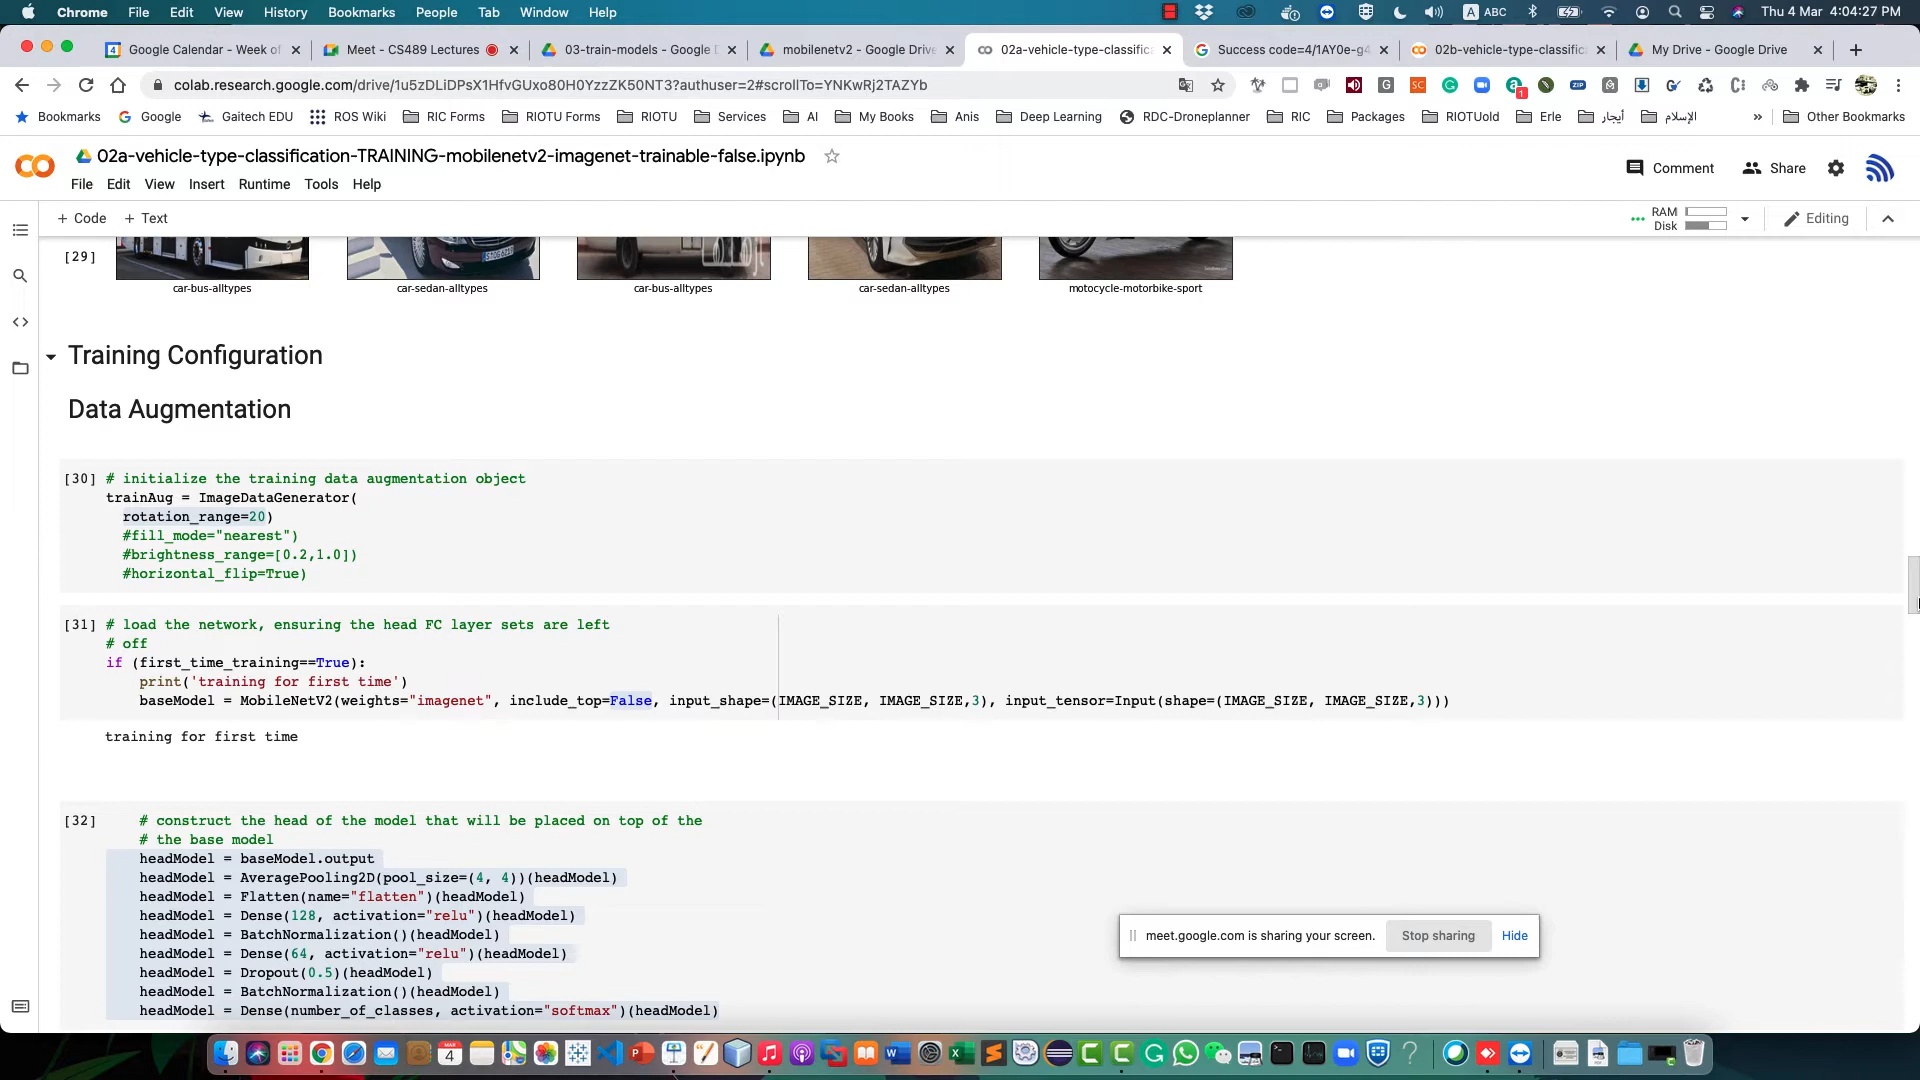 Chrome File Edit View History Bookmarks People Tab Window Help
A ABC Thu 4 Mar 4:04:27 PM
4 Google Calendar - Week of
Meet - CS489 Lectures
03-train-models - Google D
mobilenetv2 - Google Drive
02a-vehicle-type-classific
Success code=4/1AY0e-g4
02b-vehicle-type-classific
My Drive - Google Drive
colab.research.google.com/drive/1u5zDLiDPsX1HfvGUxo80H0YzzZK50NT3?authuser=2#scrollTo=YNKwRj2TAZYb
Bookmarks Google Gaitech EDU ROS Wiki RIC Forms RIOTU Forms RIOTU Services AI My Books Anis Deep Learning RDC-Droneplanner RIC Packages RIOTUold Erle أيجار الإسلام » Other Bookmarks
02a-vehicle-type-classification-TRAINING-mobilenetv2-imagenet-trainable-false.ipynb
Comment Share
File Edit View Insert Runtime Tools Help
+ Code + Text
RAM
Disk
Editing
[29]
car-bus-alltypes car-sedan-alltypes car-bus-alltypes car-sedan-alltypes motocycle-motorbike-sport
Training Configuration
Data Augmentation
[30] # initialize the training data augmentation object
trainAug = ImageDataGenerator(
rotation_range=20)
#fill_mode="nearest")
#brightness_range=[0.2,1.0])
#horizontal_flip=True)
[31] # load the network, ensuring the head FC layer sets are left
# off
if (first_time_training==True):
print('training for first time')
baseModel = MobileNetV2(weights="imagenet", include_top=False, input_shape=(IMAGE_SIZE, IMAGE_SIZE,3), input_tensor=Input(shape=(IMAGE_SIZE, IMAGE_SIZE,3)))
training for first time
[32] # construct the head of the model that will be placed on top of the
# the base model
headModel = baseModel.output
headModel = AveragePooling2D(pool_size=(4, 4))(headModel)
headModel = Flatten(name="flatten")(headModel)
headModel = Dense(128, activation="relu")(headModel)
headModel = BatchNormalization()(headModel)
headModel = Dense(64, activation="relu")(headModel)
headModel = Dropout(0.5)(headModel)
headModel = BatchNormalization()(headModel)
headModel = Dense(number_of_classes, activation="softmax")(headModel)
meet.google.com is sharing your screen. Stop sharing Hide